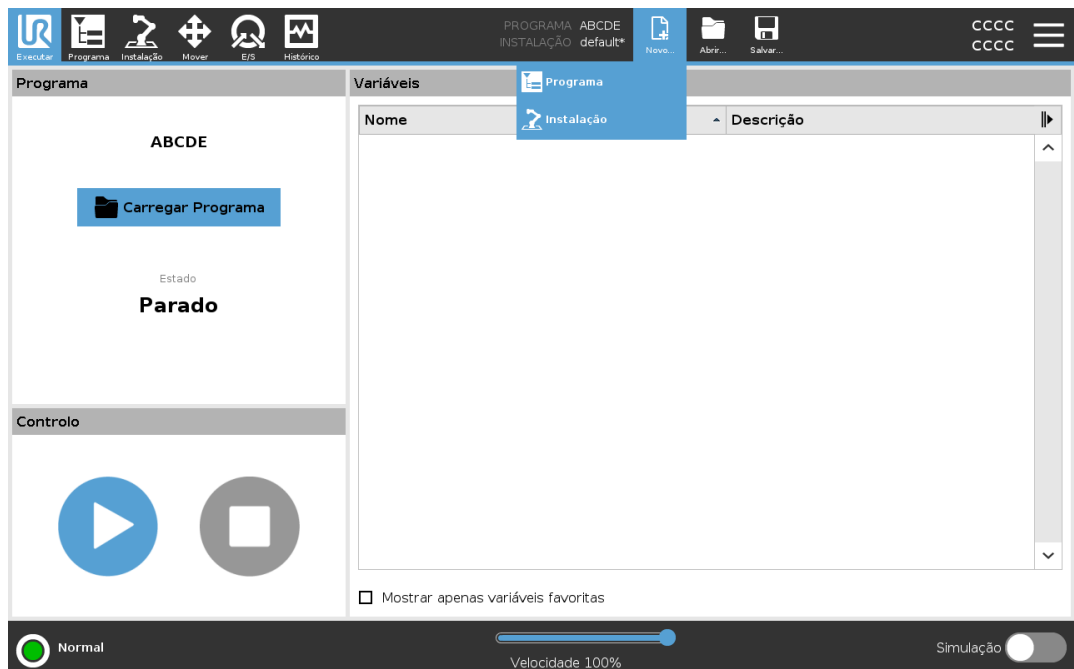 Executar Programa Instalação Mover E/S Histórico
PROGRAMA ABCDE
INSTALAÇÃO default*
Novo... Abrir... Salvar...
CCCC
CCCC
Programa
Instalação
Programa
ABCDE
Carregar Programa
Estado
Parado
Controlo
Variáveis
Nome Descrição
Mostrar apenas variáveis favoritas
Normal
Velocidade 100%
Simulação